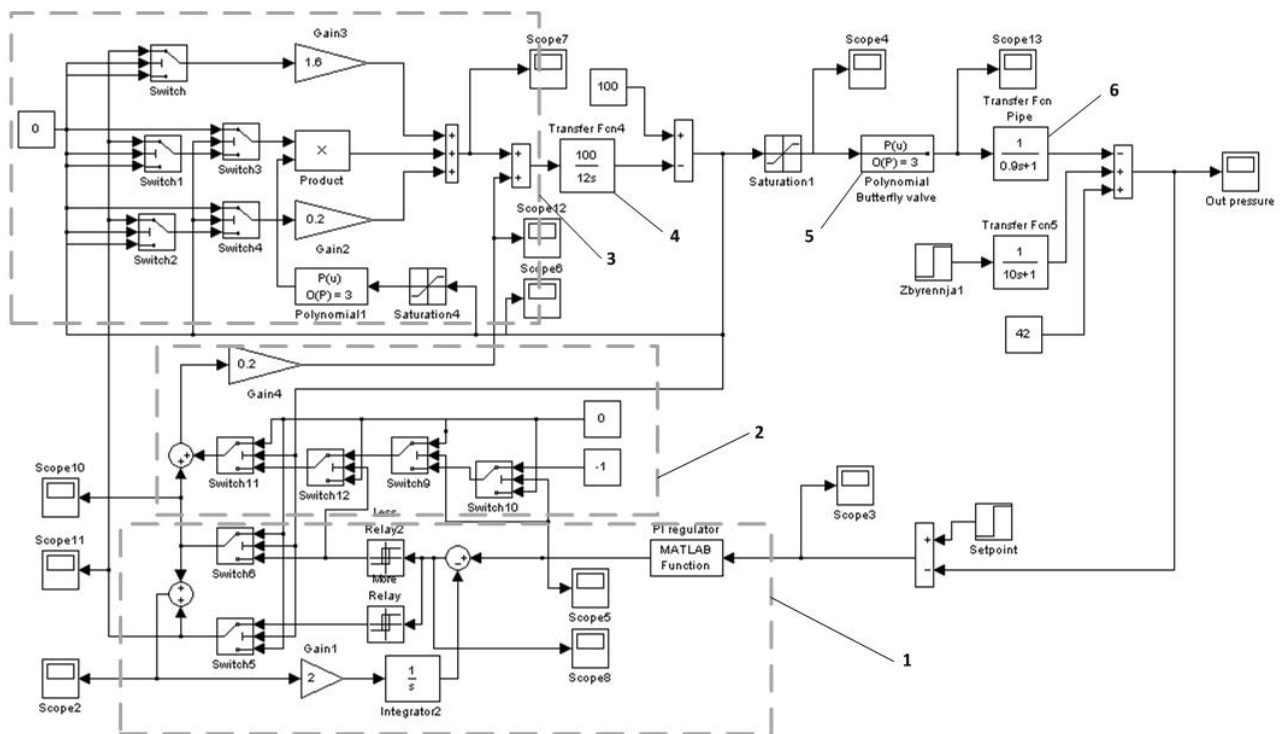 Gain3
1.6
Switch
Scope7
0
Switch1
Switch3
×
Product
+
+
+
+
+
Switch2
Switch4
0.2
Gain2
Scope12
3
Scope6
P(u)
O(P) = 3
Polynomial1
Saturation4
100
Transfer Fcn4
100
12s
4
+
-
Scope4
Saturation1
P(u)
O(P) = 3
Polynomial
Butterfly valve
5
Scope13
Transfer Fcn
Pipe
1
0.9s+1
6
-
+
+
Out pressure
Transfer Fcn5
1
10s+1
Zbyrennja1
42
0.2
Gain4
0
-1
2
Switch11
Switch12
Switch9
Switch10
+
+
Scope10
Scope11
Less
Relay2
More
Relay
Switch6
Switch5
+
-
+
+
PI regulator
MATLAB
Function
Scope3
Setpoint
+
-
Scope5
Scope8
1
Gain1
2
1
s
Integrator2
Scope2